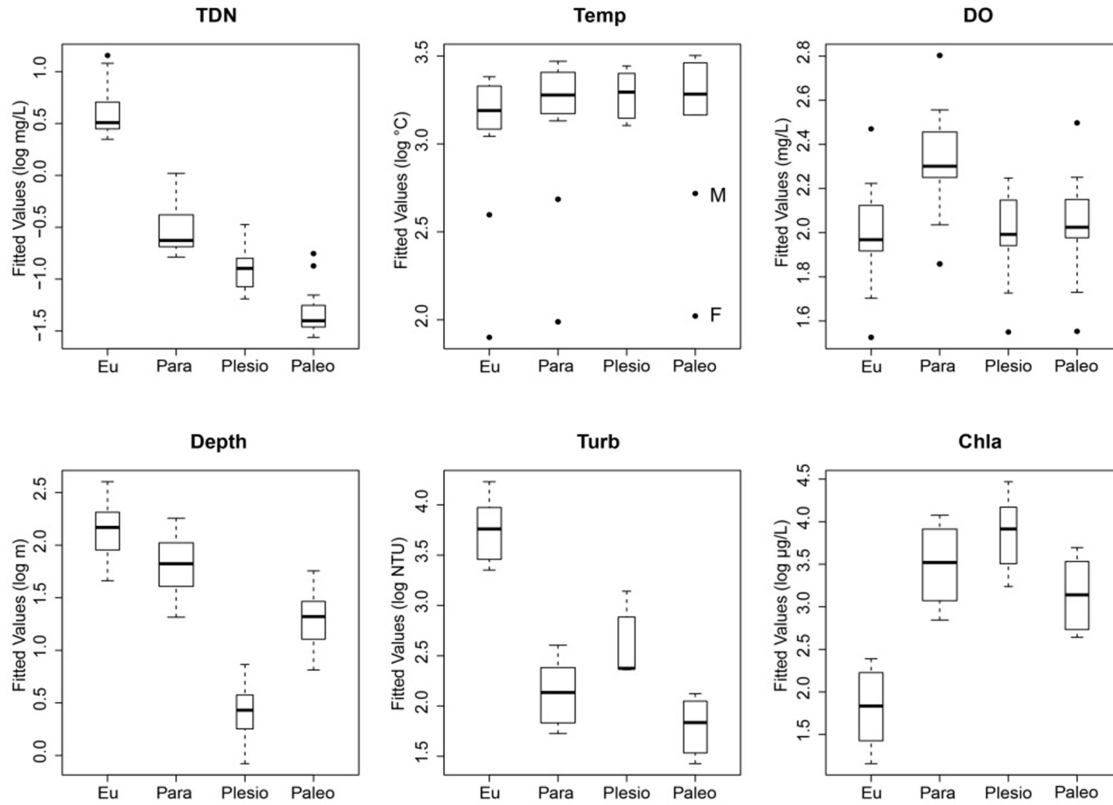 TDN
Fitted Values (log mg/L)
1.0
0.5
0.0
−0.5
−1.0
−1.5
Eu Para Plesio Paleo
Temp
Fitted Values (log °C)
3.5
3.0
2.5
2.0
M
F
Eu Para Plesio Paleo
DO
Fitted Values (mg/L)
2.8
2.6
2.4
2.2
2.0
1.8
1.6
Eu Para Plesio Paleo
Depth
Fitted Values (log m)
2.5
2.0
1.5
1.0
0.5
0.0
Eu Para Plesio Paleo
Turb
Fitted Values (log NTU)
4.0
3.5
3.0
2.5
2.0
1.5
Eu Para Plesio Paleo
Chla
Fitted Values (log µg/L)
4.5
4.0
3.5
3.0
2.5
2.0
1.5
Eu Para Plesio Paleo